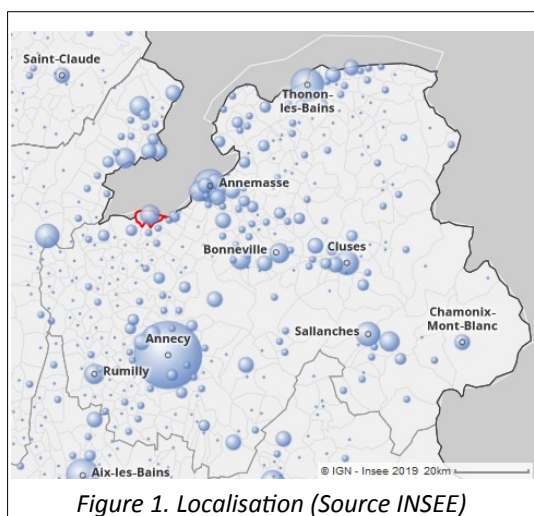 Saint-Claude
Thonon-
les-Bains
Annemasse
Bonneville
Cluses
Sallanches
Chamonix-
Mont-Blanc
Annecy
Rumilly
Aix-les-Bains
© IGN - Insee 2019 20km
Figure 1. Localisation (Source INSEE)